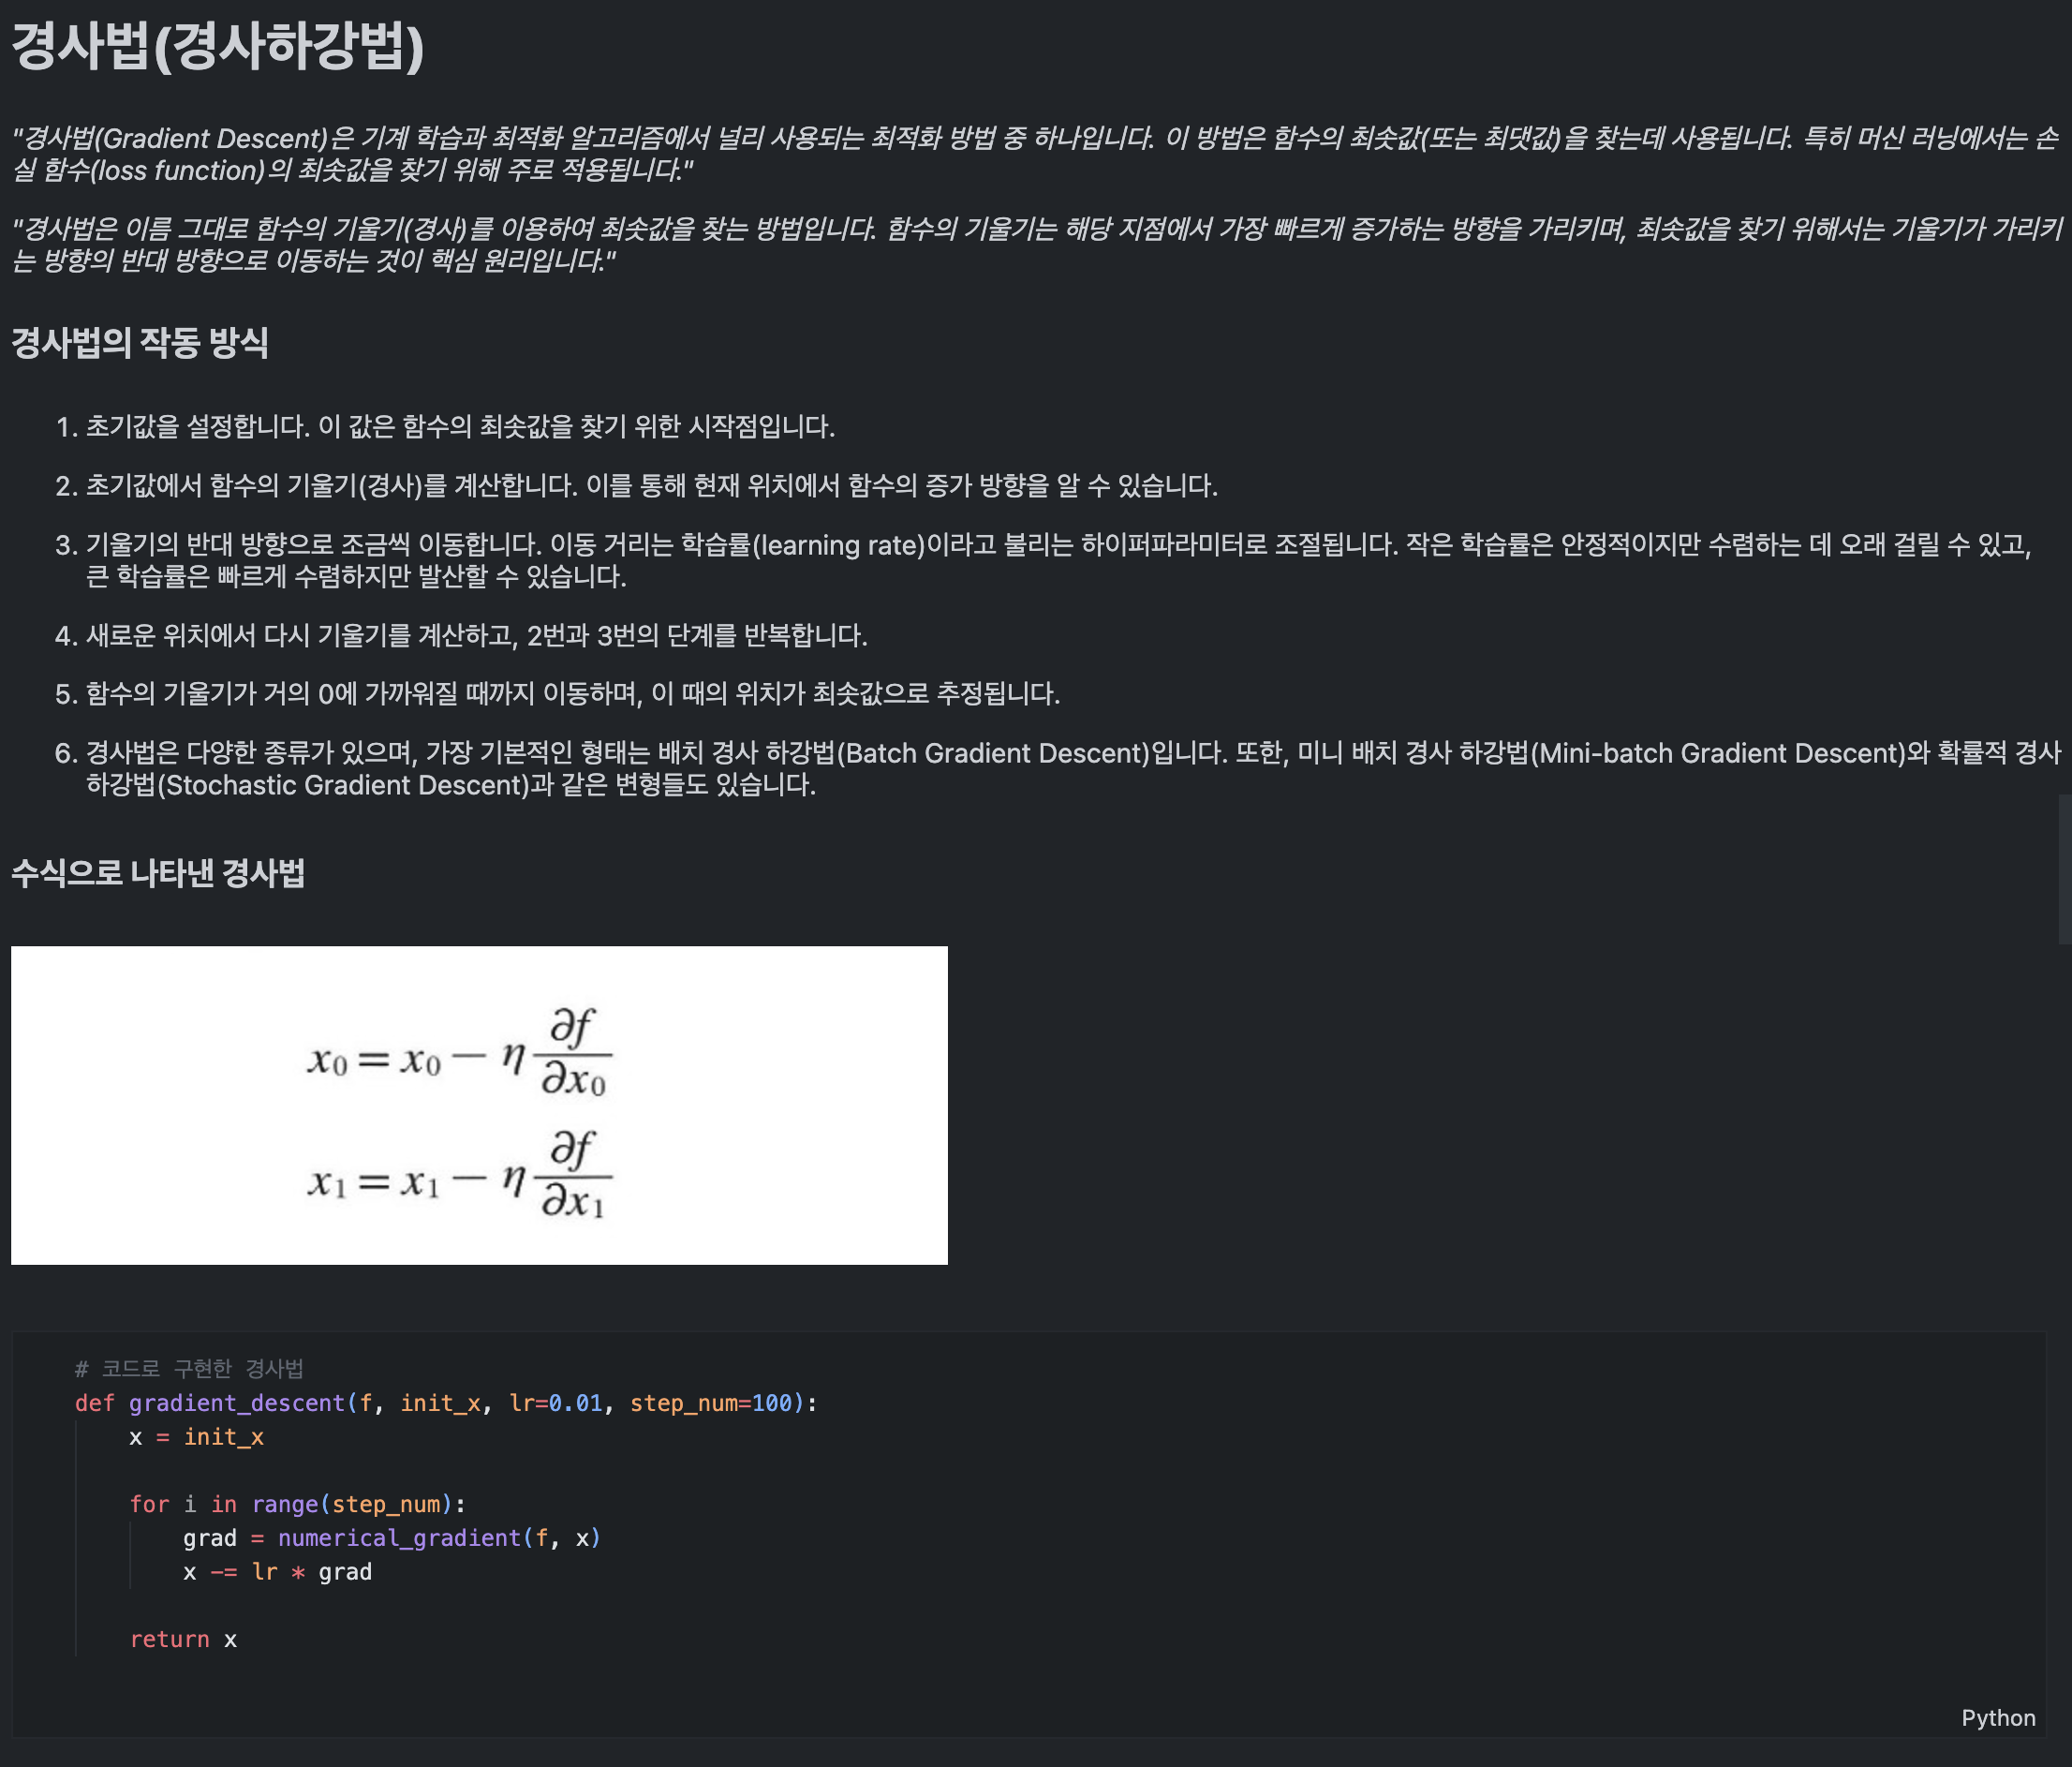 경사법(경사하강법)
"경사법(Gradient Descent)은 기계 학습과 최적화 알고리즘에서 널리 사용되는 최적화 방법 중 하나입니다. 이 방법은 함수의 최솟값(또는 최댓값)을 찾는데 사용됩니다. 특히 머신 러닝에서는 손
실 함수(loss function)의 최솟값을 찾기 위해 주로 적용됩니다."
"경사법은 이름 그대로 함수의 기울기(경사)를 이용하여 최솟값을 찾는 방법입니다. 함수의 기울기는 해당 지점에서 가장 빠르게 증가하는 방향을 가리키며, 최솟값을 찾기 위해서는 기울기가 가리키
는 방향의 반대 방향으로 이동하는 것이 핵심 원리입니다."
경사법의 작동 방식
1. 초기값을 설정합니다. 이 값은 함수의 최솟값을 찾기 위한 시작점입니다.
2. 초기값에서 함수의 기울기(경사)를 계산합니다. 이를 통해 현재 위치에서 함수의 증가 방향을 알 수 있습니다.
3. 기울기의 반대 방향으로 조금씩 이동합니다. 이동 거리는 학습률(learning rate)이라고 불리는 하이퍼파라미터로 조절됩니다. 작은 학습률은 안정적이지만 수렴하는 데 오래 걸릴 수 있고,
큰 학습률은 빠르게 수렴하지만 발산할 수 있습니다.
4. 새로운 위치에서 다시 기울기를 계산하고, 2번과 3번의 단계를 반복합니다.
5. 함수의 기울기가 거의 0에 가까워질 때까지 이동하며, 이 때의 위치가 최솟값으로 추정됩니다.
6. 경사법은 다양한 종류가 있으며, 가장 기본적인 형태는 배치 경사 하강법(Batch Gradient Descent)입니다. 또한, 미니 배치 경사 하강법(Mini-batch Gradient Descent)와 확률적 경사
하강법(Stochastic Gradient Descent)과 같은 변형들도 있습니다.
수식으로 나타낸 경사법
x₀ = x₀ − η ∂f/∂x₀
x₁ = x₁ − η ∂f/∂x₁
# 코드로 구현한 경사법
def gradient_descent(f, init_x, lr=0.01, step_num=100):
    x = init_x
    for i in range(step_num):
        grad = numerical_gradient(f, x)
        x -= lr * grad
    return x
Python